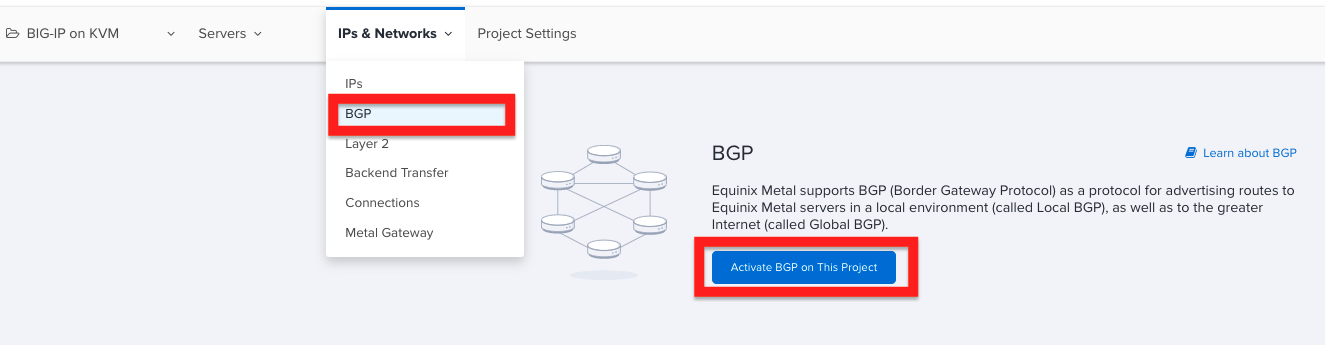 BIG-IP on KVM Servers IPs & Networks Project Settings
IPs
BGP
Layer 2
Backend Transfer
Connections
Metal Gateway
BGP
Learn about BGP
Equinix Metal supports BGP (Border Gateway Protocol) as a protocol for advertising routes to
Equinix Metal servers in a local environment (called Local BGP), as well as to the greater
Internet (called Global BGP).
Activate BGP on This Project